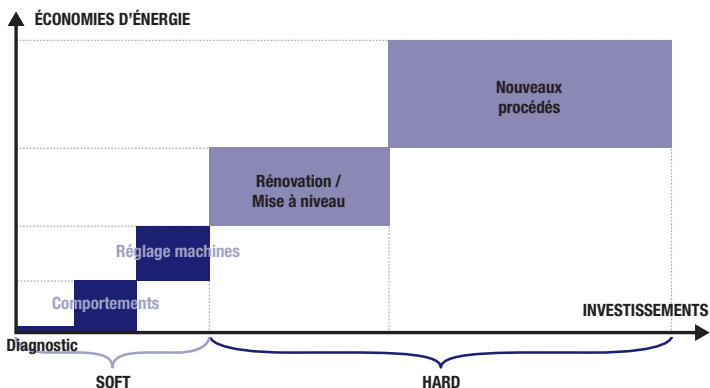 ÉCONOMIES D'ÉNERGIE
Nouveaux
procédés
Rénovation /
Mise à niveau
Réglage machines
Comportements
INVESTISSEMENTS
Diagnostic
SOFT
HARD